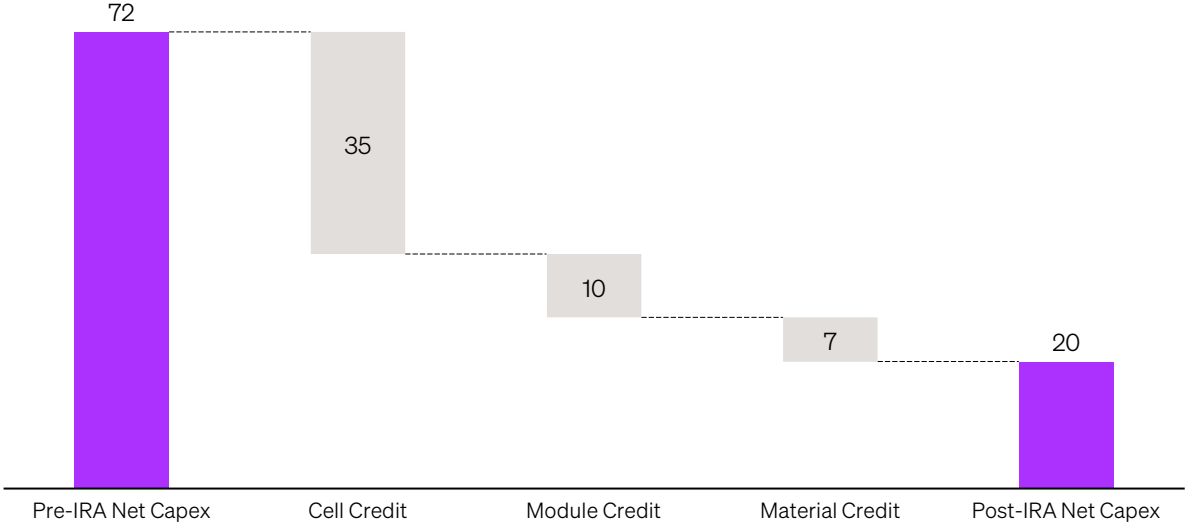 72
35
10
7
20
Pre-IRA Net Capex
Cell Credit
Module Credit
Material Credit
Post-IRA Net Capex